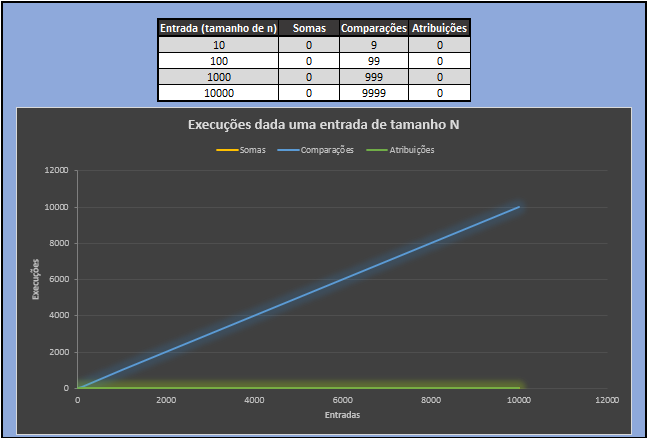 Entrada (tamanho de n) Somas Comparações Atribuições
10 0 9 0
100 0 99 0
1000 0 999 0
10000 0 9999 0
Execuções dada uma entrada de tamanho N
Somas Comparações Atribuições
12000
10000
8000
6000
4000
2000
0
Execuções
0 2000 4000 6000 8000 10000 12000
Entradas